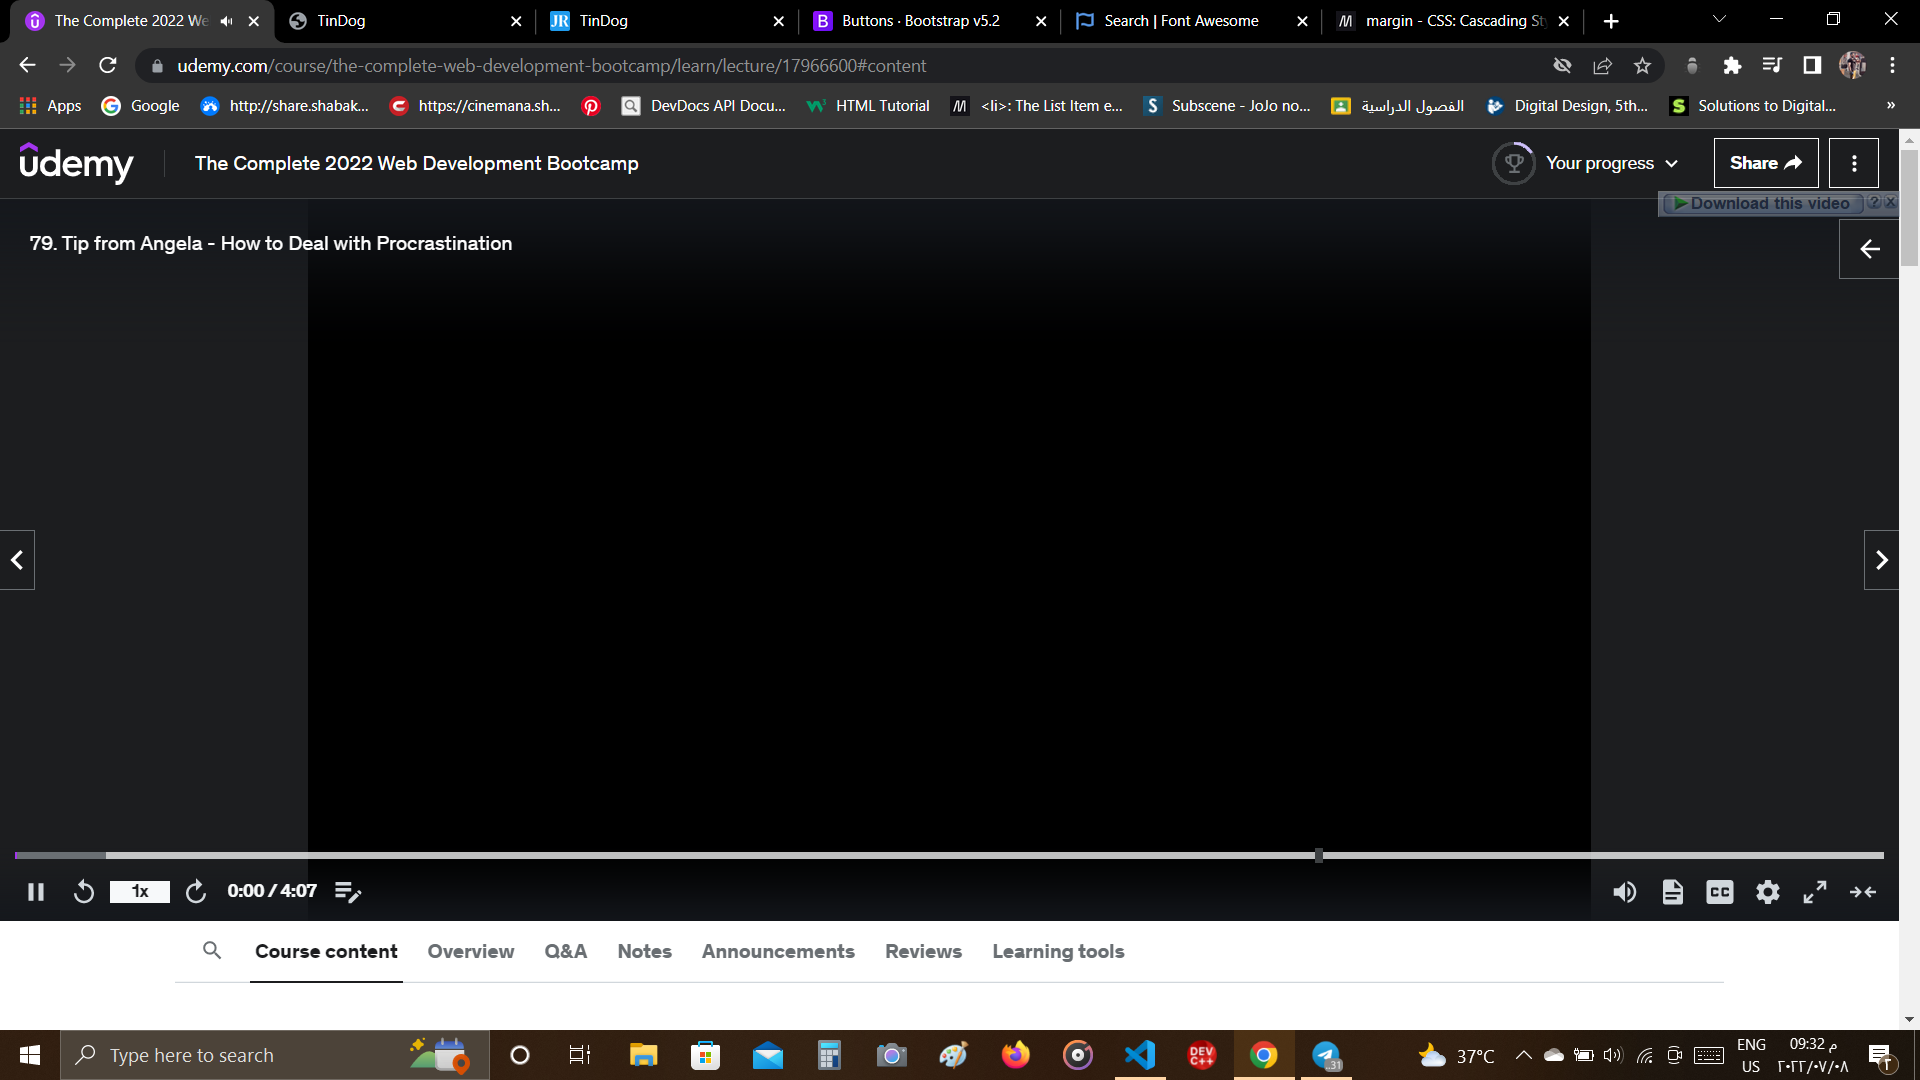 The Complete 2022 We
TinDog
TinDog
Buttons · Bootstrap v5.2
Search | Font Awesome
margin - CSS: Cascading St
udemy.com/course/the-complete-web-development-bootcamp/learn/lecture/17966600#content
Apps
Google
http://share.shabak...
https://cinemana.sh...
DevDocs API Docu...
HTML Tutorial
<li>: The List Item e...
Subscene - JoJo no...
الفصول الدراسية
Digital Design, 5th...
Solutions to Digital...
»
udemy
The Complete 2022 Web Development Bootcamp
Your progress
Share
Download this video
79. Tip from Angela - How to Deal with Procrastination
1x
0:00 / 4:07
CC
Course content
Overview
Q&A
Notes
Announcements
Reviews
Learning tools
Type here to search
DEV C++
31
37°C
ENG
US
09:32 م
٢٠٢٢/٠٧/٠٨
٢